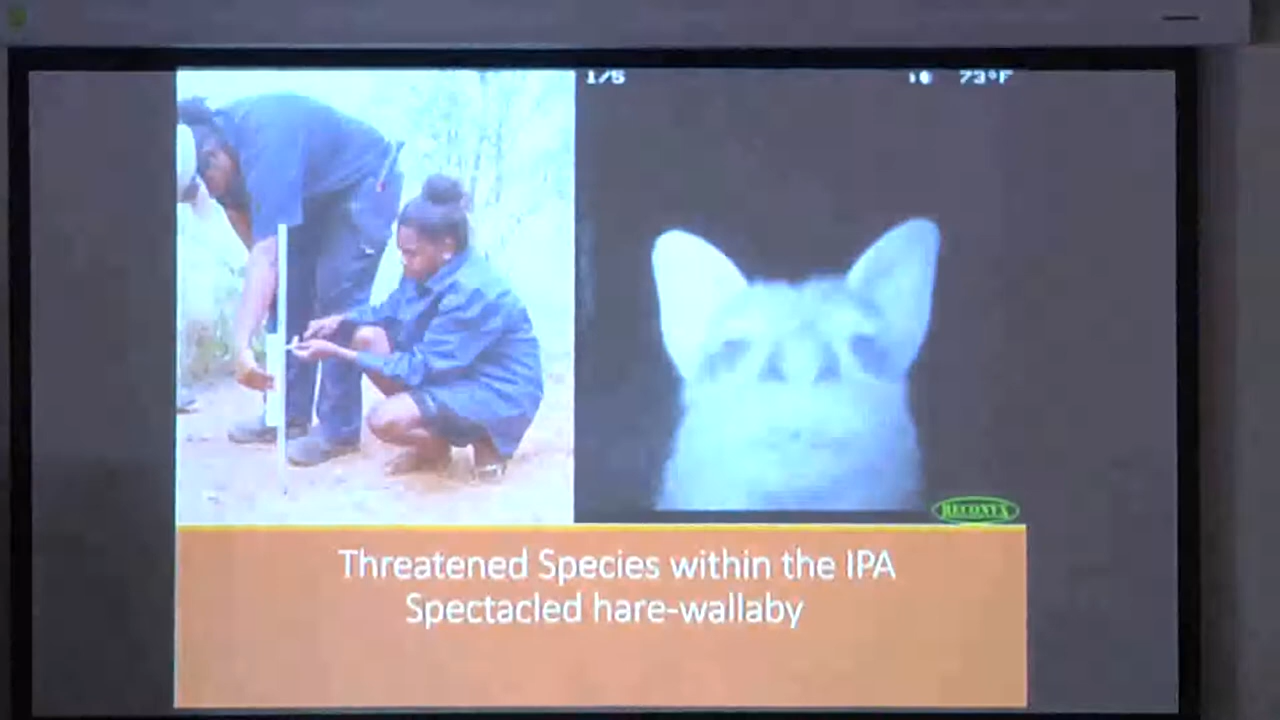 1/5 73°F
RECONYX
Threatened Species within the IPA
Spectacled hare-wallaby